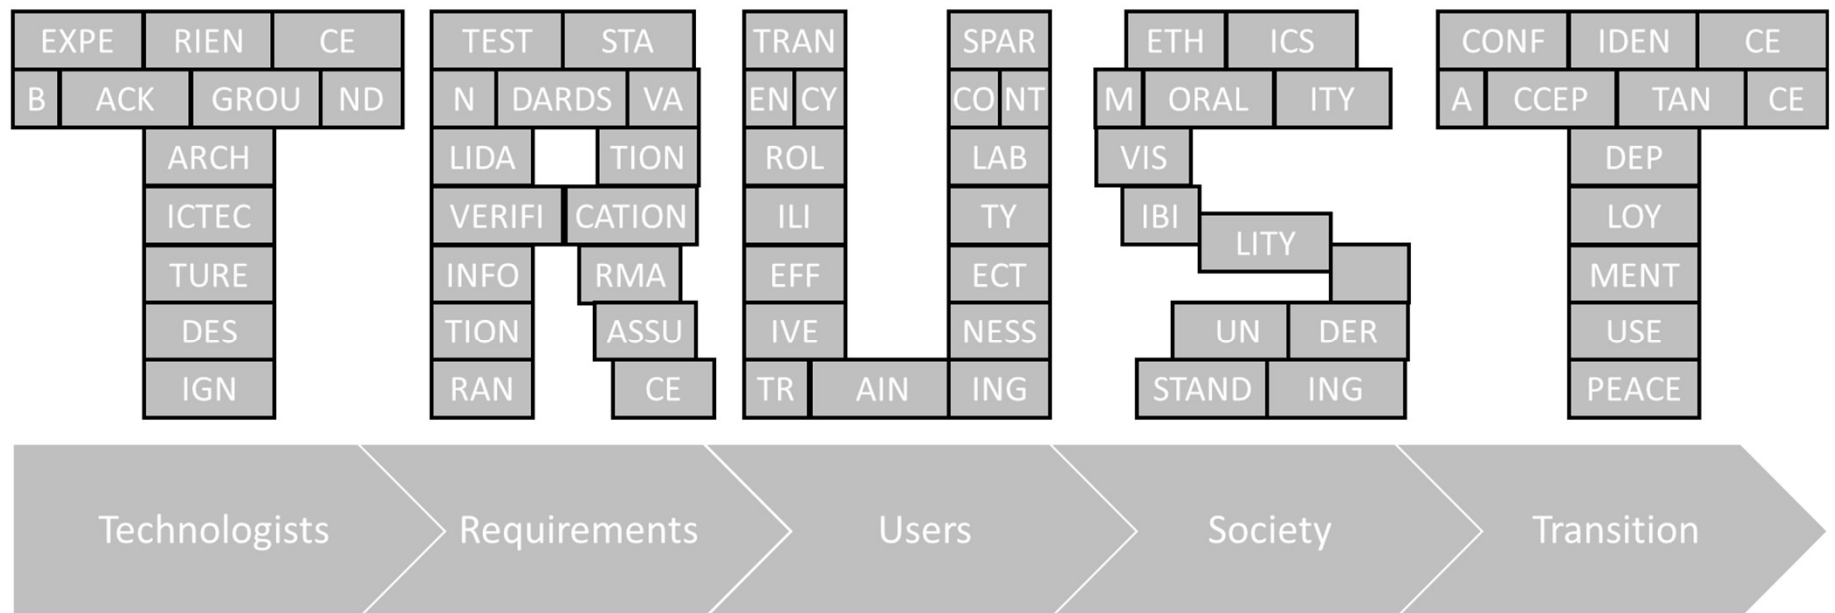 EXPE RIEN CE
B ACK GROU ND
ARCH
ICTEC
TURE
DES
IGN
TEST STA
N DARDS VA
LIDA TION
VERIFI CATION
INFO RMA
TION ASSU
RAN CE
TRAN SPAR
EN CY CO NT
ROL LAB
ILI TY
EFF ECT
IVE NESS
TR AIN ING
ETH ICS
M ORAL ITY
VIS
IBI
LITY
UN DER
STAND ING
CONF IDEN CE
A CCEP TAN CE
DEP
LOY
MENT
USE
PEACE
Technologists Requirements Users Society Transition